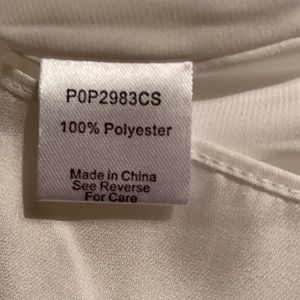 P0P2983CS
100% Polyester
Made in China
See Reverse
For Care